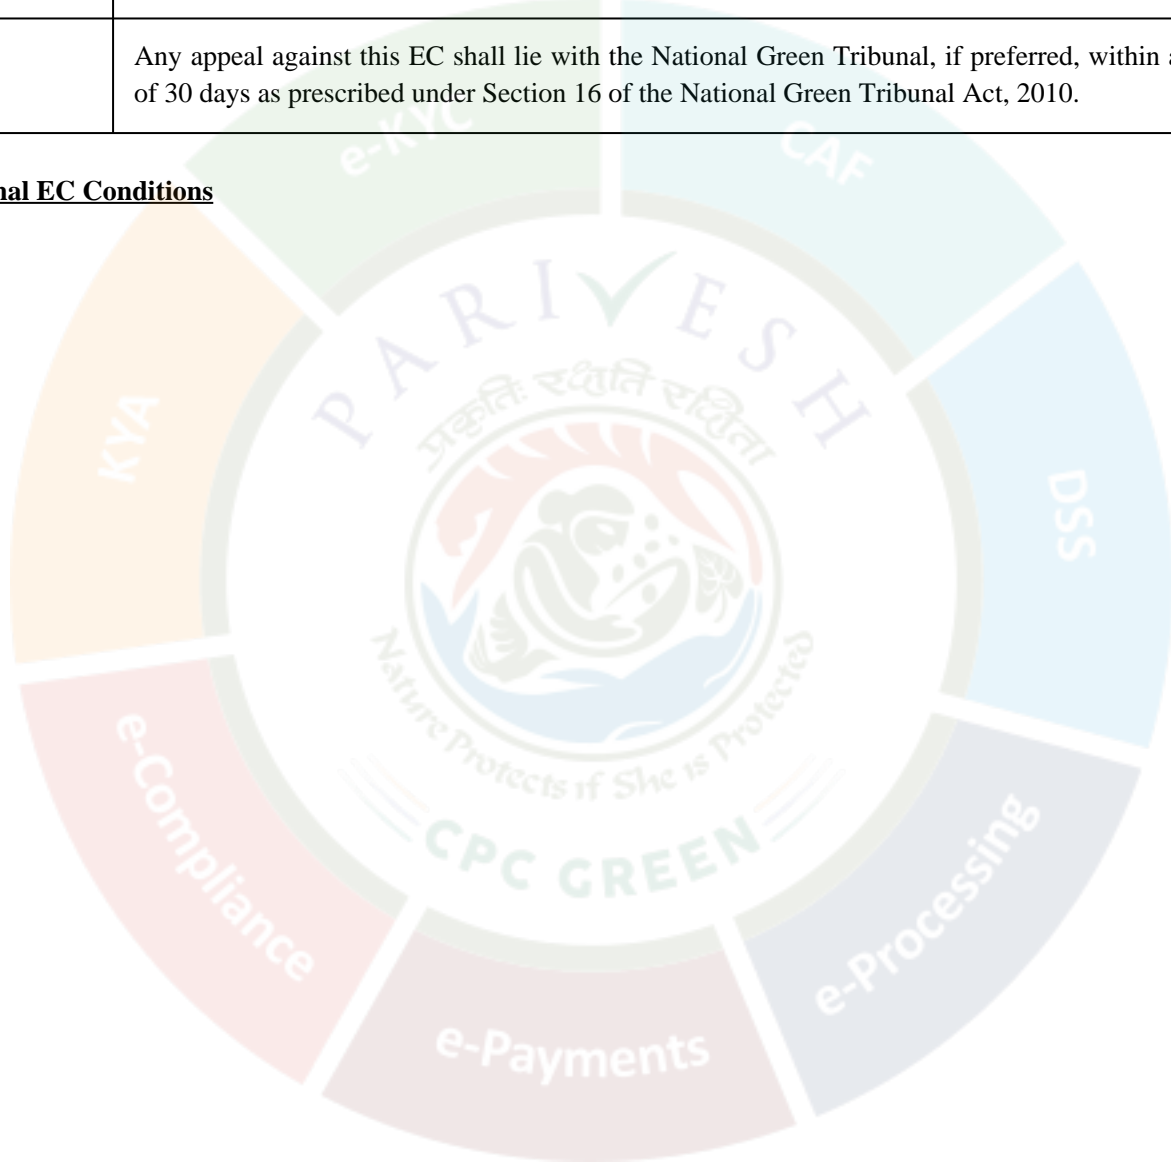 Any appeal against this EC shall lie with the National Green Tribunal, if preferred, within a
of 30 days as prescribed under Section 16 of the National Green Tribunal Act, 2010.
nal EC Conditions
e-KYC
CAF
KYA
DSS
PARIVESH
प्रकृतिः रक्षति रक्षिता
Nature Protects if She is Protected
CPC GREEN
e-Compliance
e-Processing
e-Payments